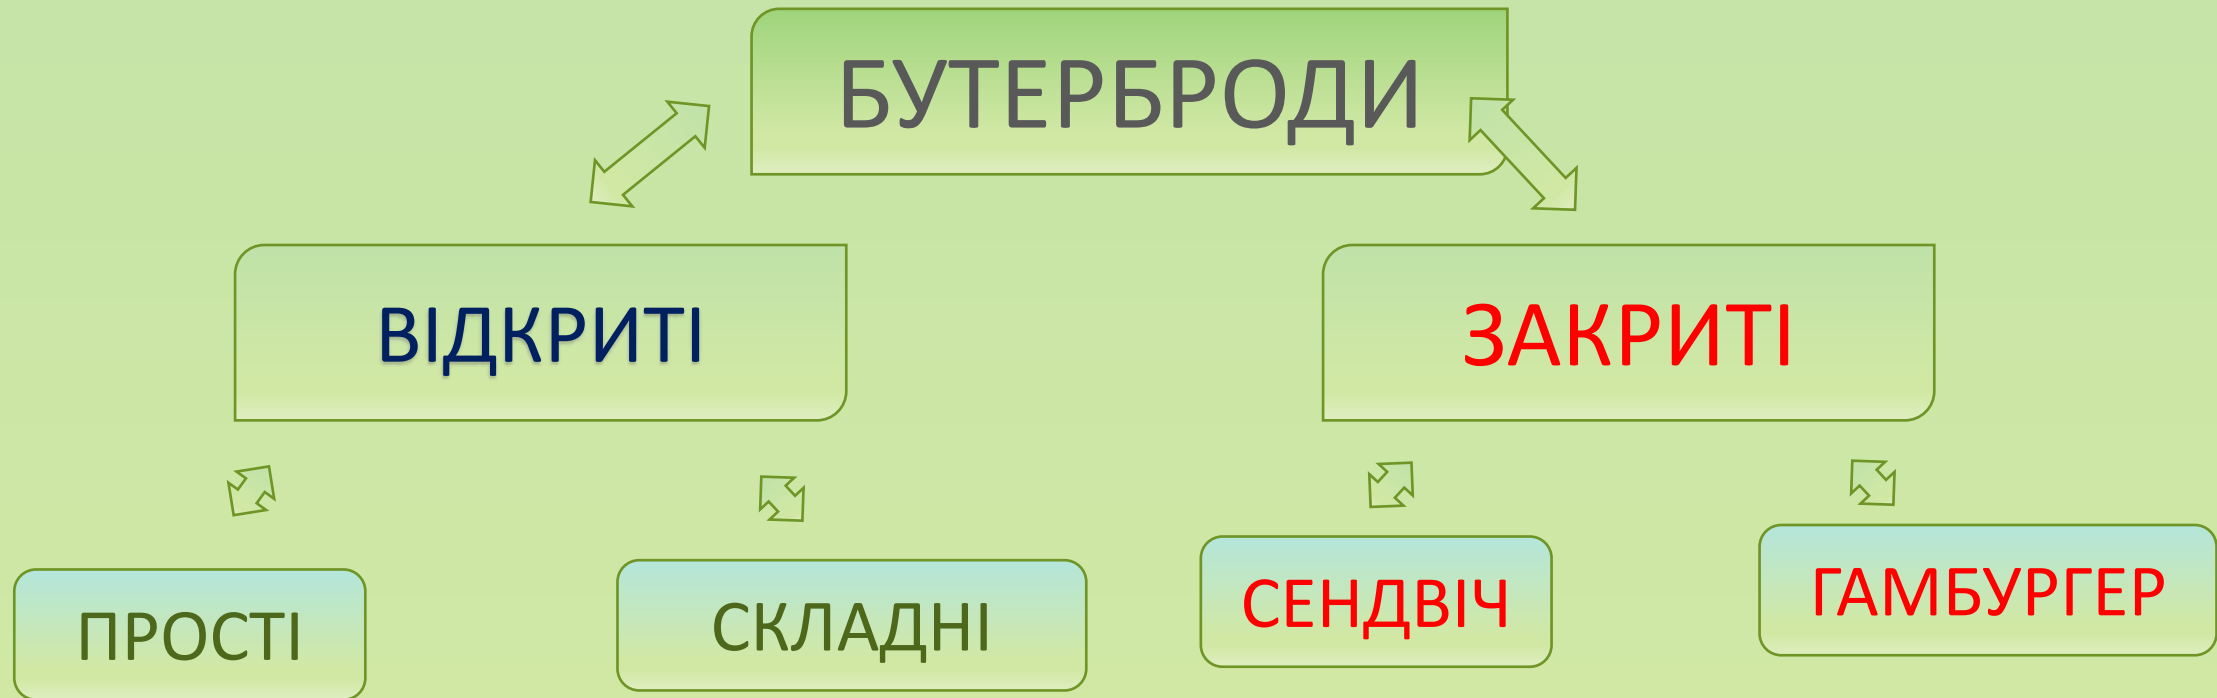 БУТЕРБРОДИ
ВІДКРИТІ
ЗАКРИТІ
ПРОСТІ
СКЛАДНІ
СЕНДВІЧ
ГАМБУРГЕР